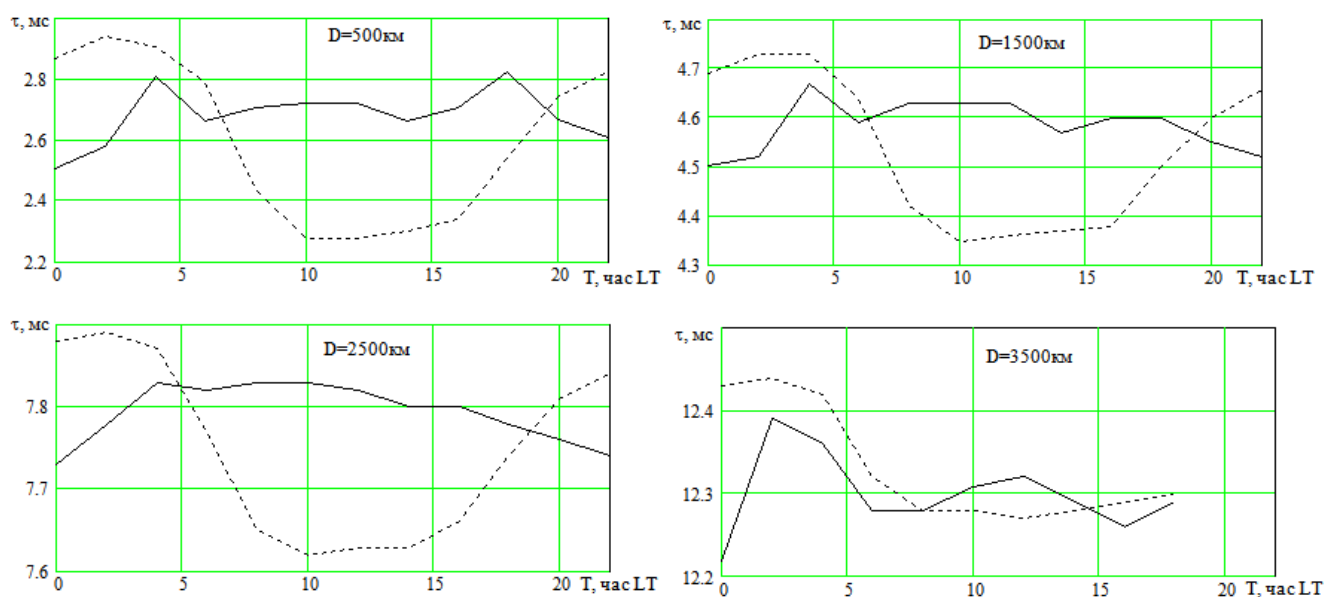 τ, мс
D=500км
2.8
2.6
2.4
2.2
0 5 10 15 20 T, час LT
τ, мс
D=1500км
4.7
4.6
4.5
4.4
4.3
0 5 10 15 20 T, час LT
τ, мс
D=2500км
7.8
7.7
7.6
0 5 10 15 20 T, час LT
τ, мс
D=3500км
12.4
12.3
12.2
0 5 10 15 20 T, час LT